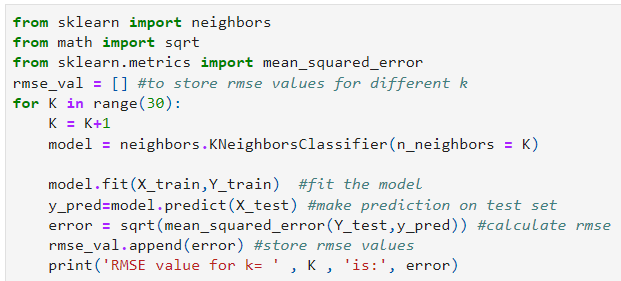 from sklearn import neighbors
from math import sqrt
from sklearn.metrics import mean_squared_error
rmse_val = [] #to store rmse values for different k
for K in range(30):
    K = K+1
    model = neighbors.KNeighborsClassifier(n_neighbors = K)

    model.fit(X_train,Y_train)  #fit the model
    y_pred=model.predict(X_test) #make prediction on test set
    error = sqrt(mean_squared_error(Y_test,y_pred)) #calculate rmse
    rmse_val.append(error) #store rmse values
    print('RMSE value for k= ' , K , 'is:', error)